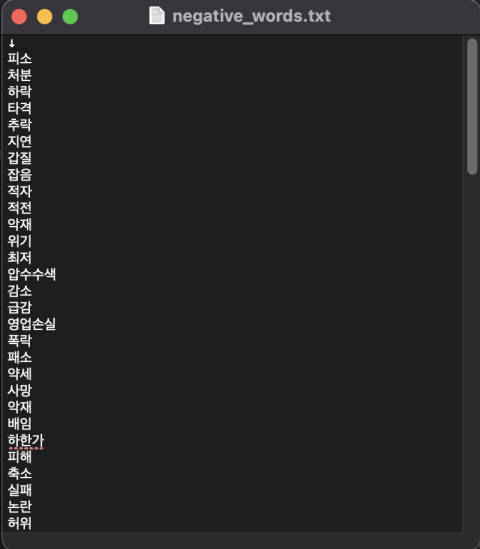 negative_words.txt
↓
피소
처분
하락
타격
추락
지연
갑질
잡음
적자
적전
악재
위기
최저
압수수색
감소
급감
영업손실
폭락
패소
약세
사망
악재
배임
하한가
피해
축소
실패
논란
허위